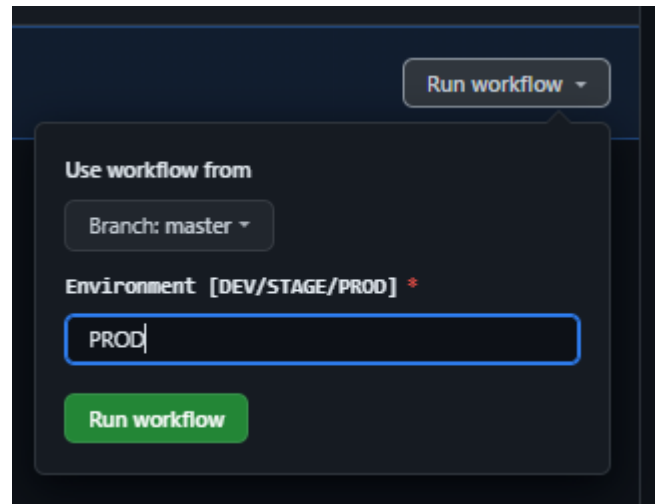 Run workflow
Use workflow from
Branch: master
Environment [DEV/STAGE/PROD] *
PROD
Run workflow